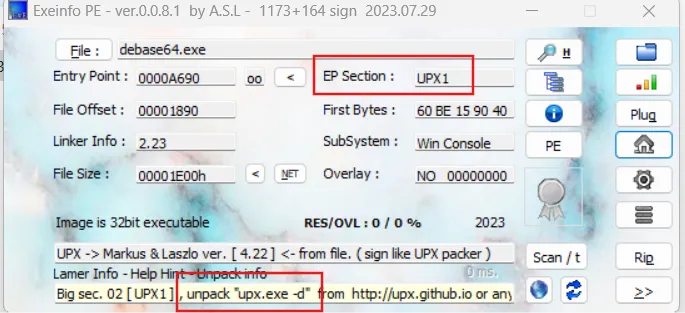 Exeinfo PE - ver.0.0.8.1 by A.S.L - 1173+164 sign 2023.07.29
File : debase64.exe
Entry Point : 0000A690 oo < EP Section : UPX1
File Offset : 00001890 First Bytes : 60 BE 15 90 40
Linker Info : 2.23 SubSystem : Win Console
File Size : 00001E00h < NET Overlay : NO 00000000
Image is 32bit executable RES/OVL : 0 / 0 % 2023
UPX -> Markus & Laszlo ver. [ 4.22 ] <- from file. ( sign like UPX packer )
Lamer Info - Help Hint - Unpack info 0 ms.
Big sec. 02 [ UPX1 ] , unpack "upx.exe -d" from http://upx.github.io or any
H
Plug
PE
Scan / t
Rip
>>